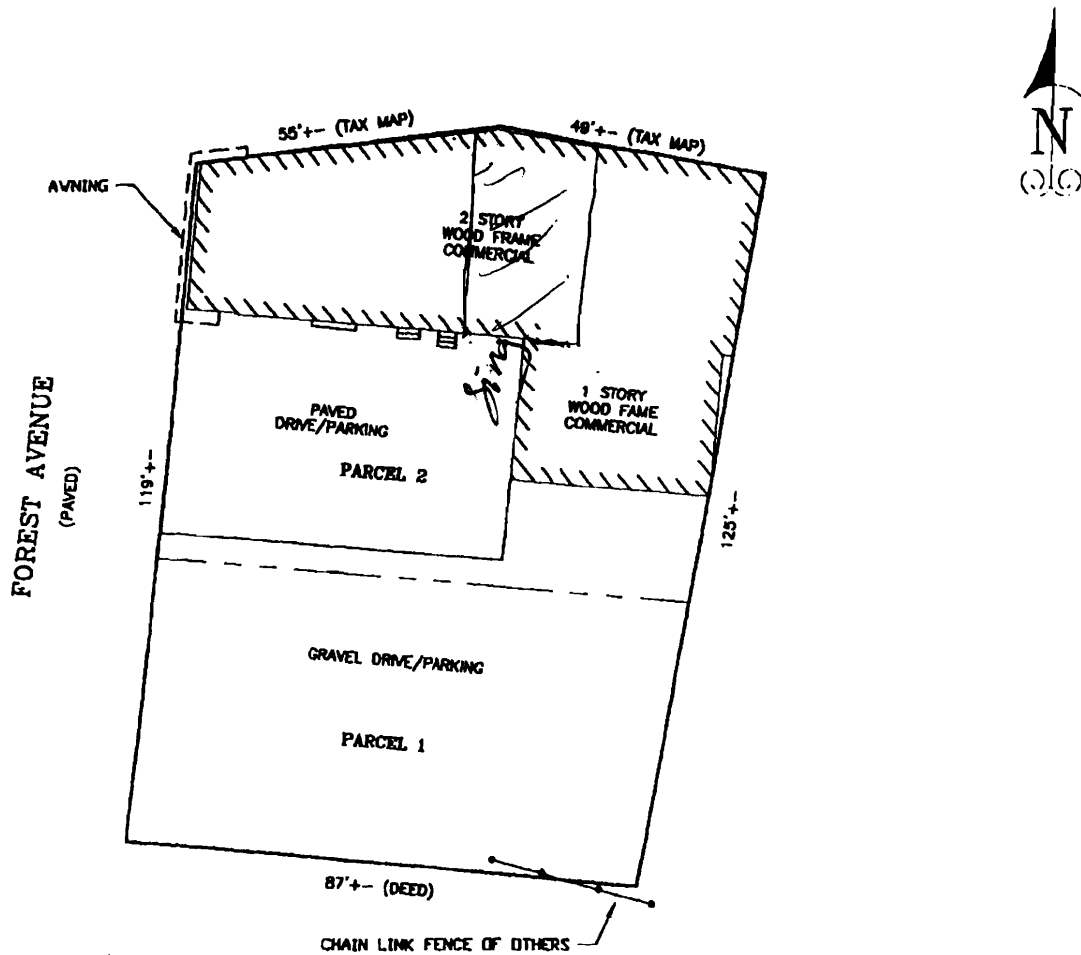 55'+- (TAX MAP)
49'+- (TAX MAP)
N
AWNING
2 STORY
WOOD FRAME
COMMERCIAL
1 STORY
WOOD FAME
COMMERCIAL
PAVED
DRIVE/PARKING
PARCEL 2
FOREST AVENUE
(PAVED)
119'+-
125'+-
GRAVEL DRIVE/PARKING
PARCEL 1
87'+- (DEED)
CHAIN LINK FENCE OF OTHERS